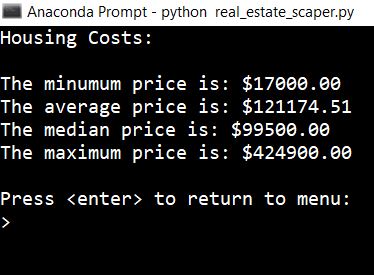 Anaconda Prompt - python  real_estate_scaper.py
Housing Costs:
The minumum price is: $17000.00
The average price is: $121174.51
The median price is: $99500.00
The maximum price is: $424900.00
Press <enter> to return to menu:
>